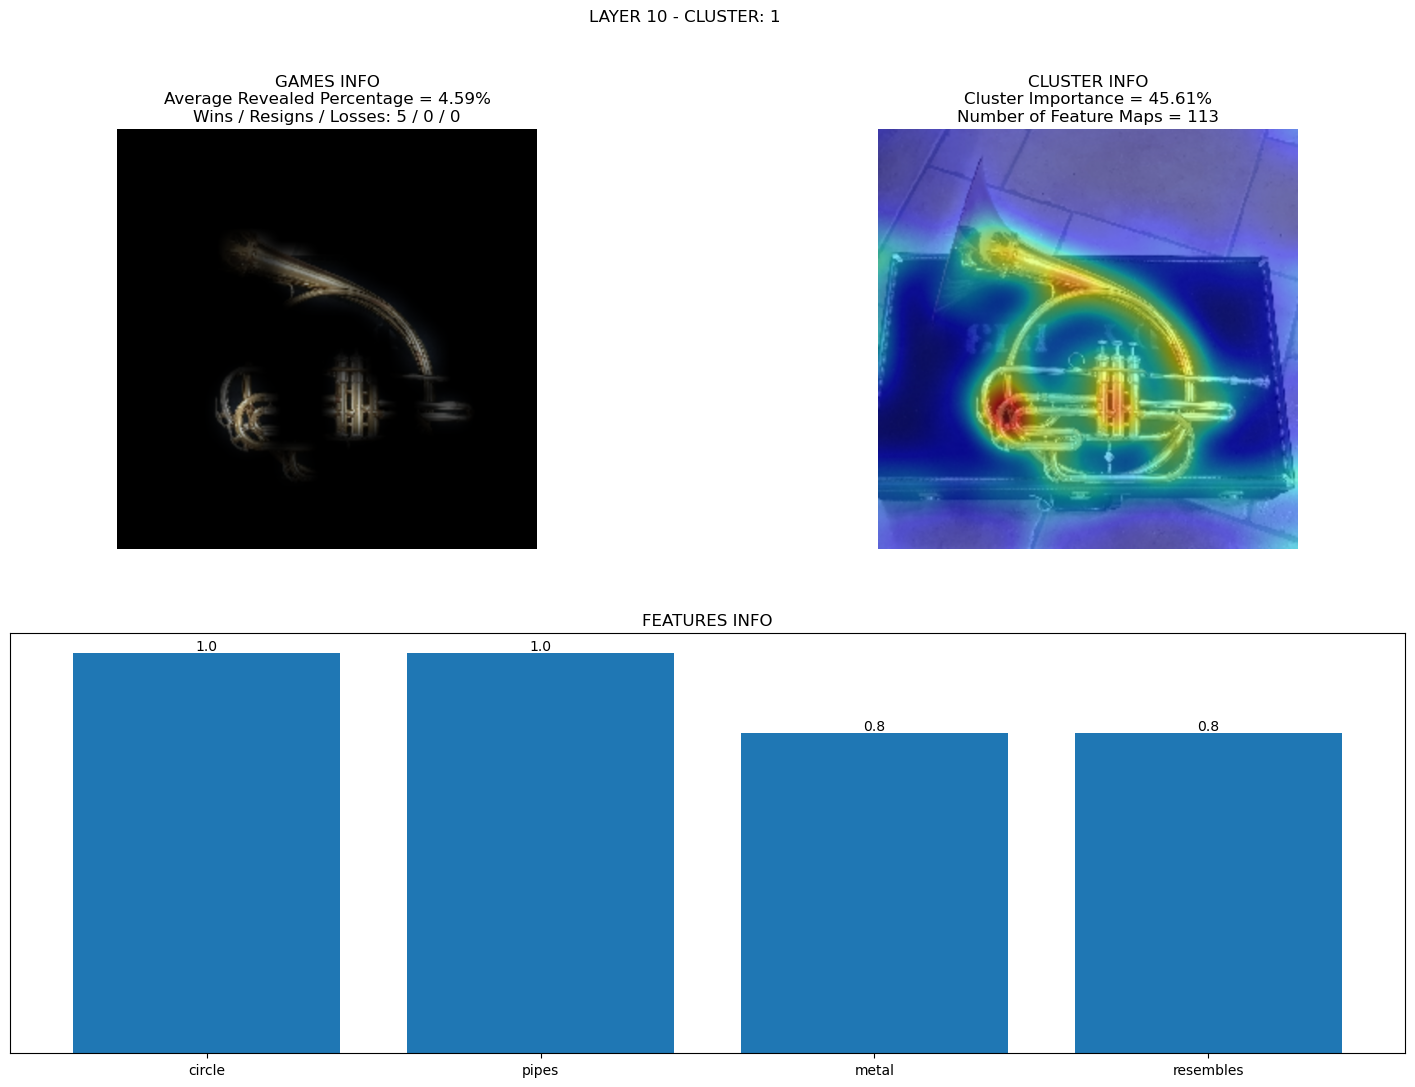 LAYER 10 - CLUSTER: 1
GAMES INFO
Average Revealed Percentage = 4.59%
Wins / Resigns / Losses: 5 / 0 / 0
CLUSTER INFO
Cluster Importance = 45.61%
Number of Feature Maps = 113
FEATURES INFO
1.0
1.0
0.8
0.8
circle
pipes
metal
resembles